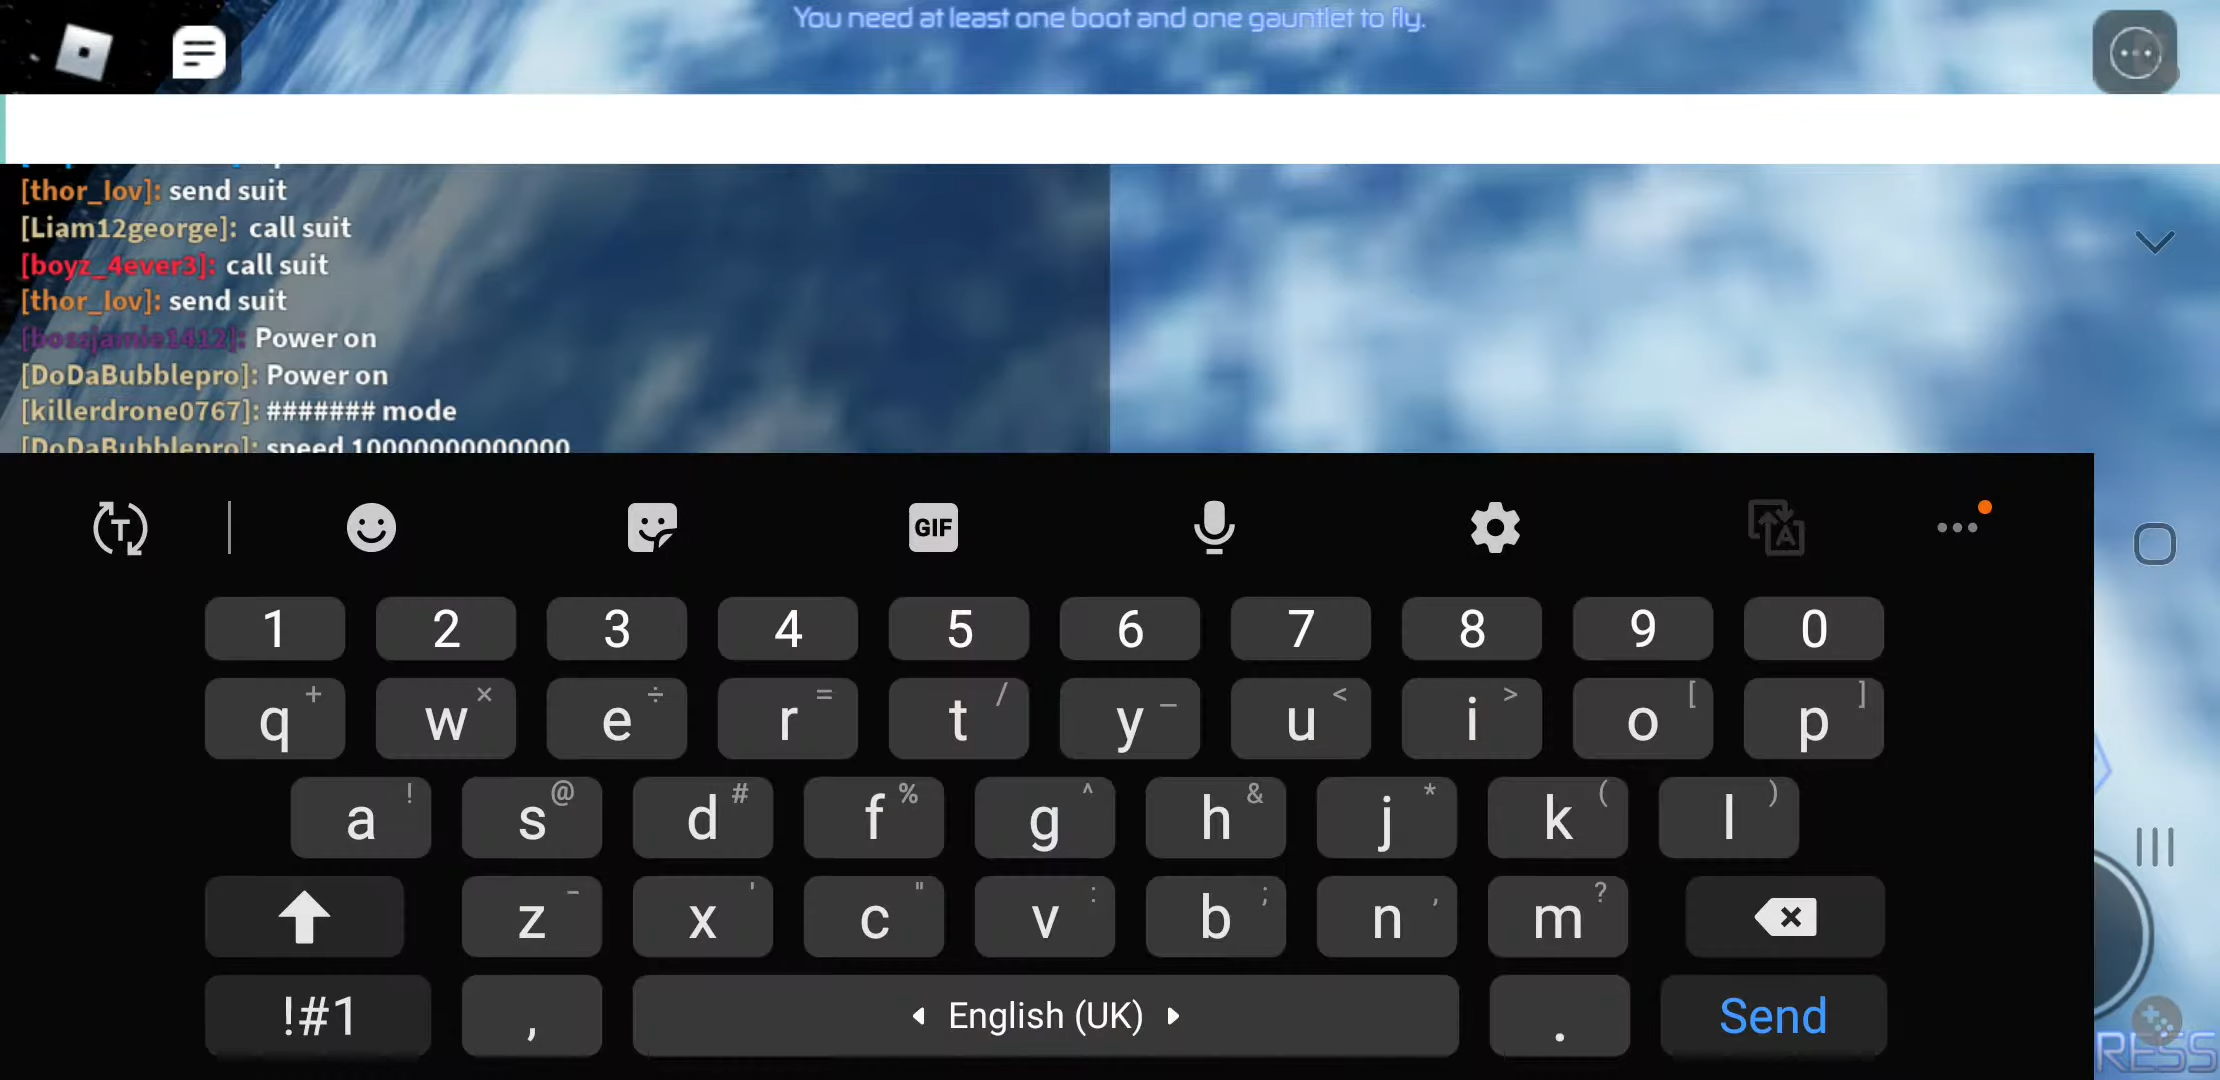 You need at least one boot and one gauntlet to fly.
[thor_lov]: send suit
[Liam12george]: call suit
[boyz_4ever3]: call suit
[thor_lov]: send suit
[bossjamie1412]: Power on
[DoDaBubblepro]: Power on
[killerdrone0767]: ####### mode
[DoDaBubblepro]: speed 10000000000000
T
GIF
A
1 2 3 4 5 6 7 8 9 0
q + w × e ÷ r = t / y _ u < i > o [ p ]
a ! s @ d # f % g ^ h & j * k ( l )
z - x ' c " v : b ; n , m ?
!#1 , English (UK) . Send
RESS